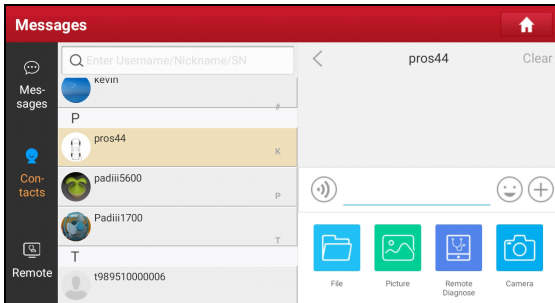 Messages
Enter Username/Nickname/SN
pros44
Clear
Mes-
sages
kevin
#
P
pros44
K
Con-
tacts
padiii5600
P
Padiii1700
T
T
Remote
t989510000006
File
Picture
Remote
Diagnose
Camera